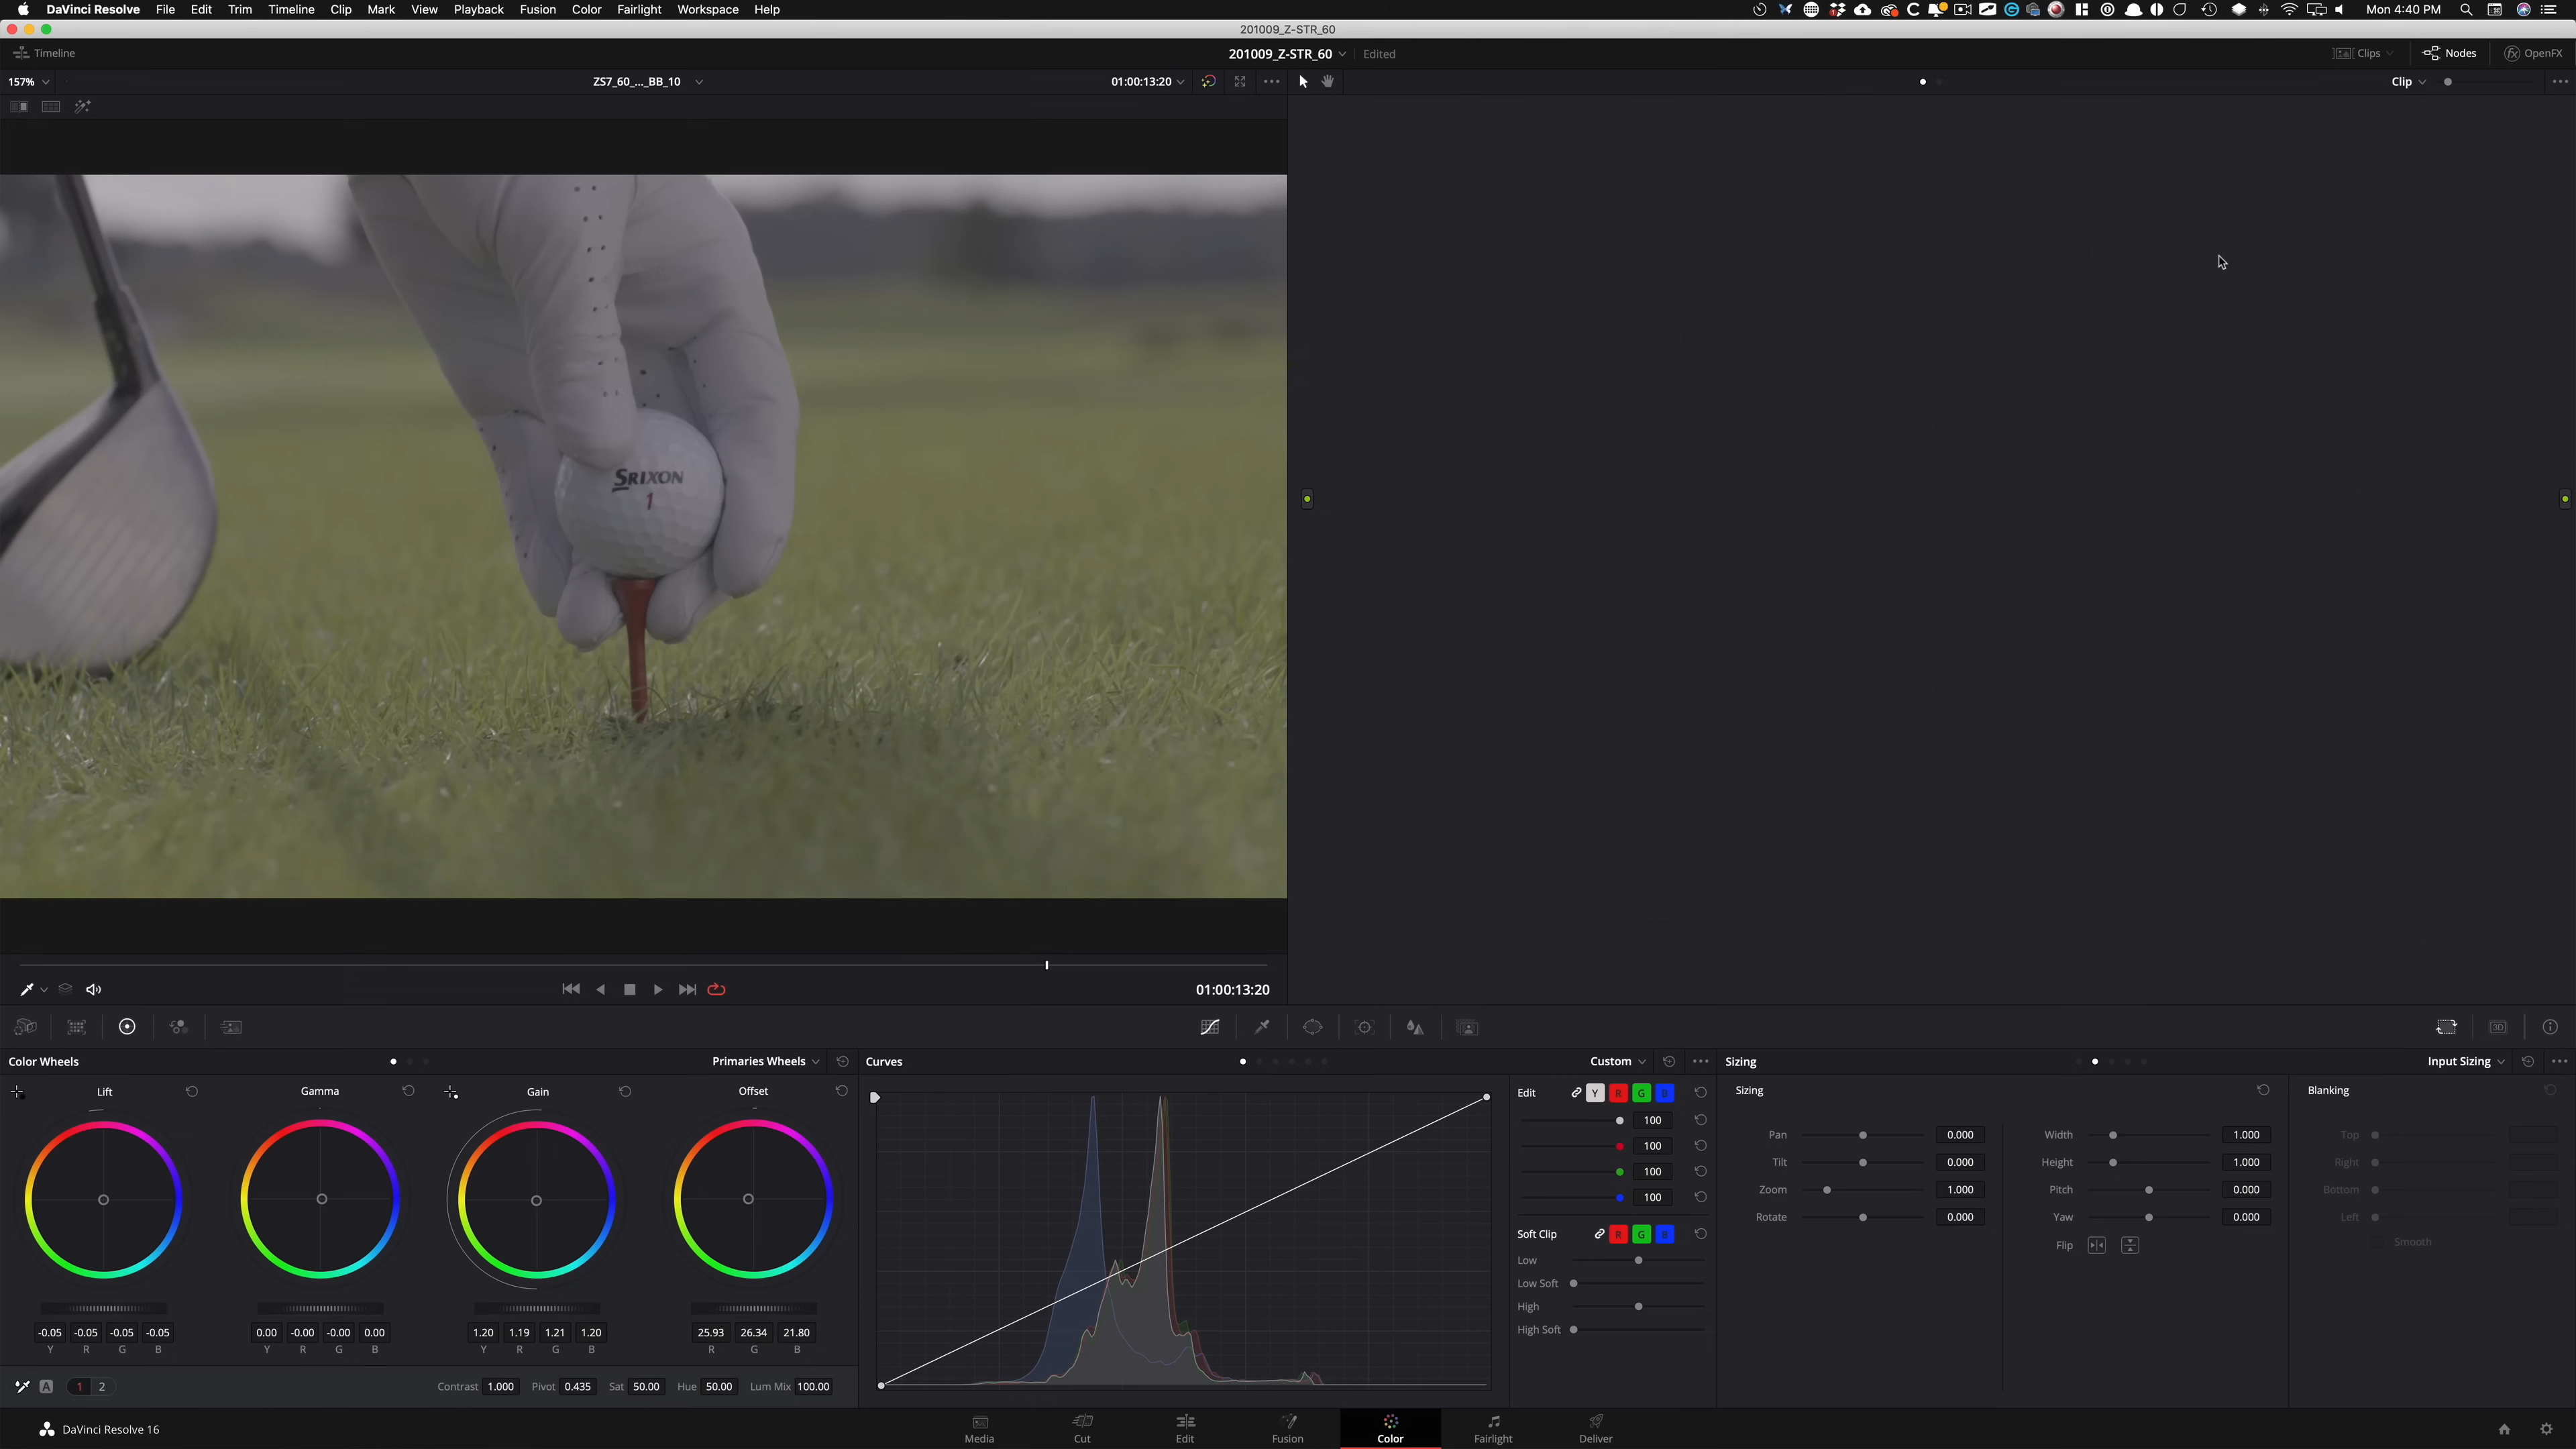 DaVinci Resolve File Edit Trim Timeline Clip Mark View Playback Fusion Color Fairlight Workspace Help Mon 4:40 PM
201009_Z-STR_60
Timeline 201009_Z-STR_60 Edited Clips Nodes OpenFX
157% ZS7_60_..._BB_10 01:00:13:20 Clip
SRIXON
1
01:00:13:20
Color Wheels Primaries Wheels Curves Custom Sizing Input Sizing
Lift Gamma Gain Offset
-0.05 -0.05 -0.05 -0.05 0.00 -0.00 -0.00 0.00 1.20 1.19 1.21 1.20 25.93 26.34 21.80
Y R G B Y R G B Y R G B R G B
A 1 2 Contrast 1.000 Pivot 0.435 Sat 50.00 Hue 50.00 Lum Mix 100.00
Edit Y R G B
100
100
100
100
Soft Clip R G B
Low
Low Soft
High
High Soft
Sizing
Pan 0.000 Width 1.000
Tilt 0.000 Height 1.000
Zoom 1.000 Pitch 0.000
Rotate 0.000 Yaw 0.000
Flip
Blanking
Top
Right
Bottom
Left
Smooth
3D
DaVinci Resolve 16 Media Cut Edit Fusion Color Fairlight Deliver